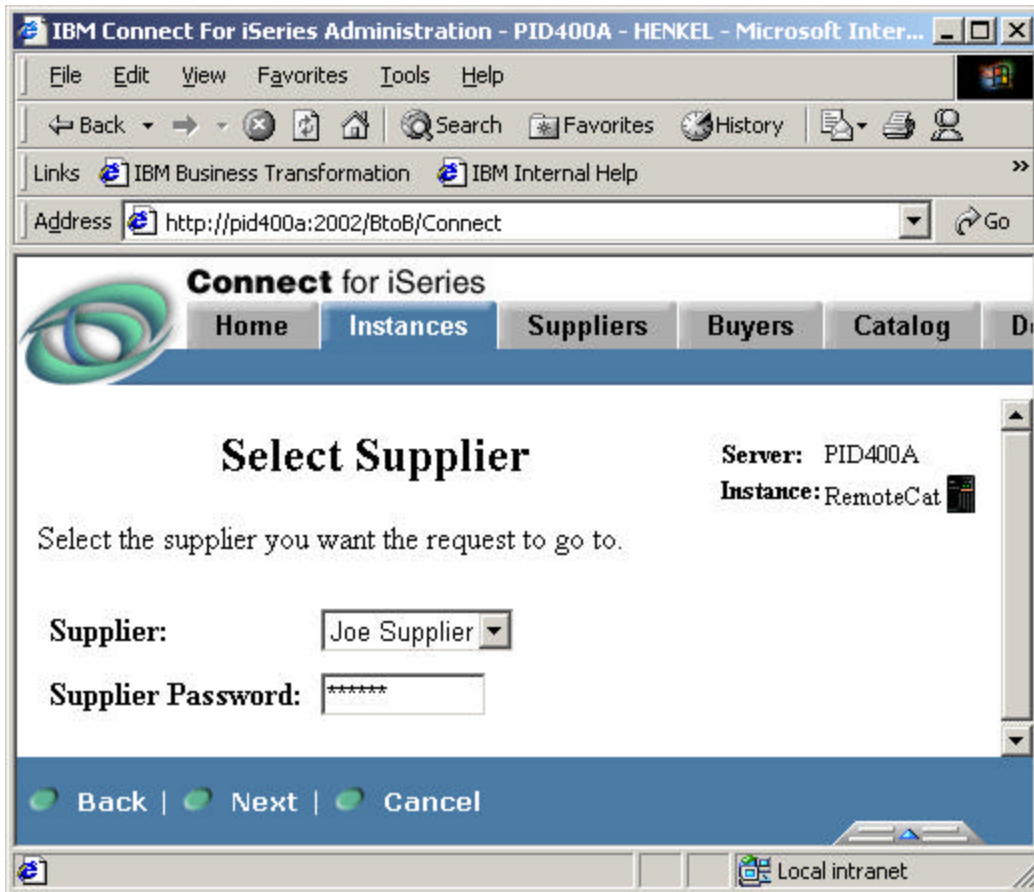 IBM Connect For iSeries Administration - PID400A - HENKEL - Microsoft Inter...
File Edit View Favorites Tools Help
Back Search Favorites History
Links IBM Business Transformation IBM Internal Help »
Address http://pid400a:2002/BtoB/Connect Go
Connect for iSeries
Home Instances Suppliers Buyers Catalog
Select Supplier
Server: PID400A
Instance: RemoteCat
Select the supplier you want the request to go to.
Supplier: Joe Supplier
Supplier Password: ******
Back | Next | Cancel
Local intranet